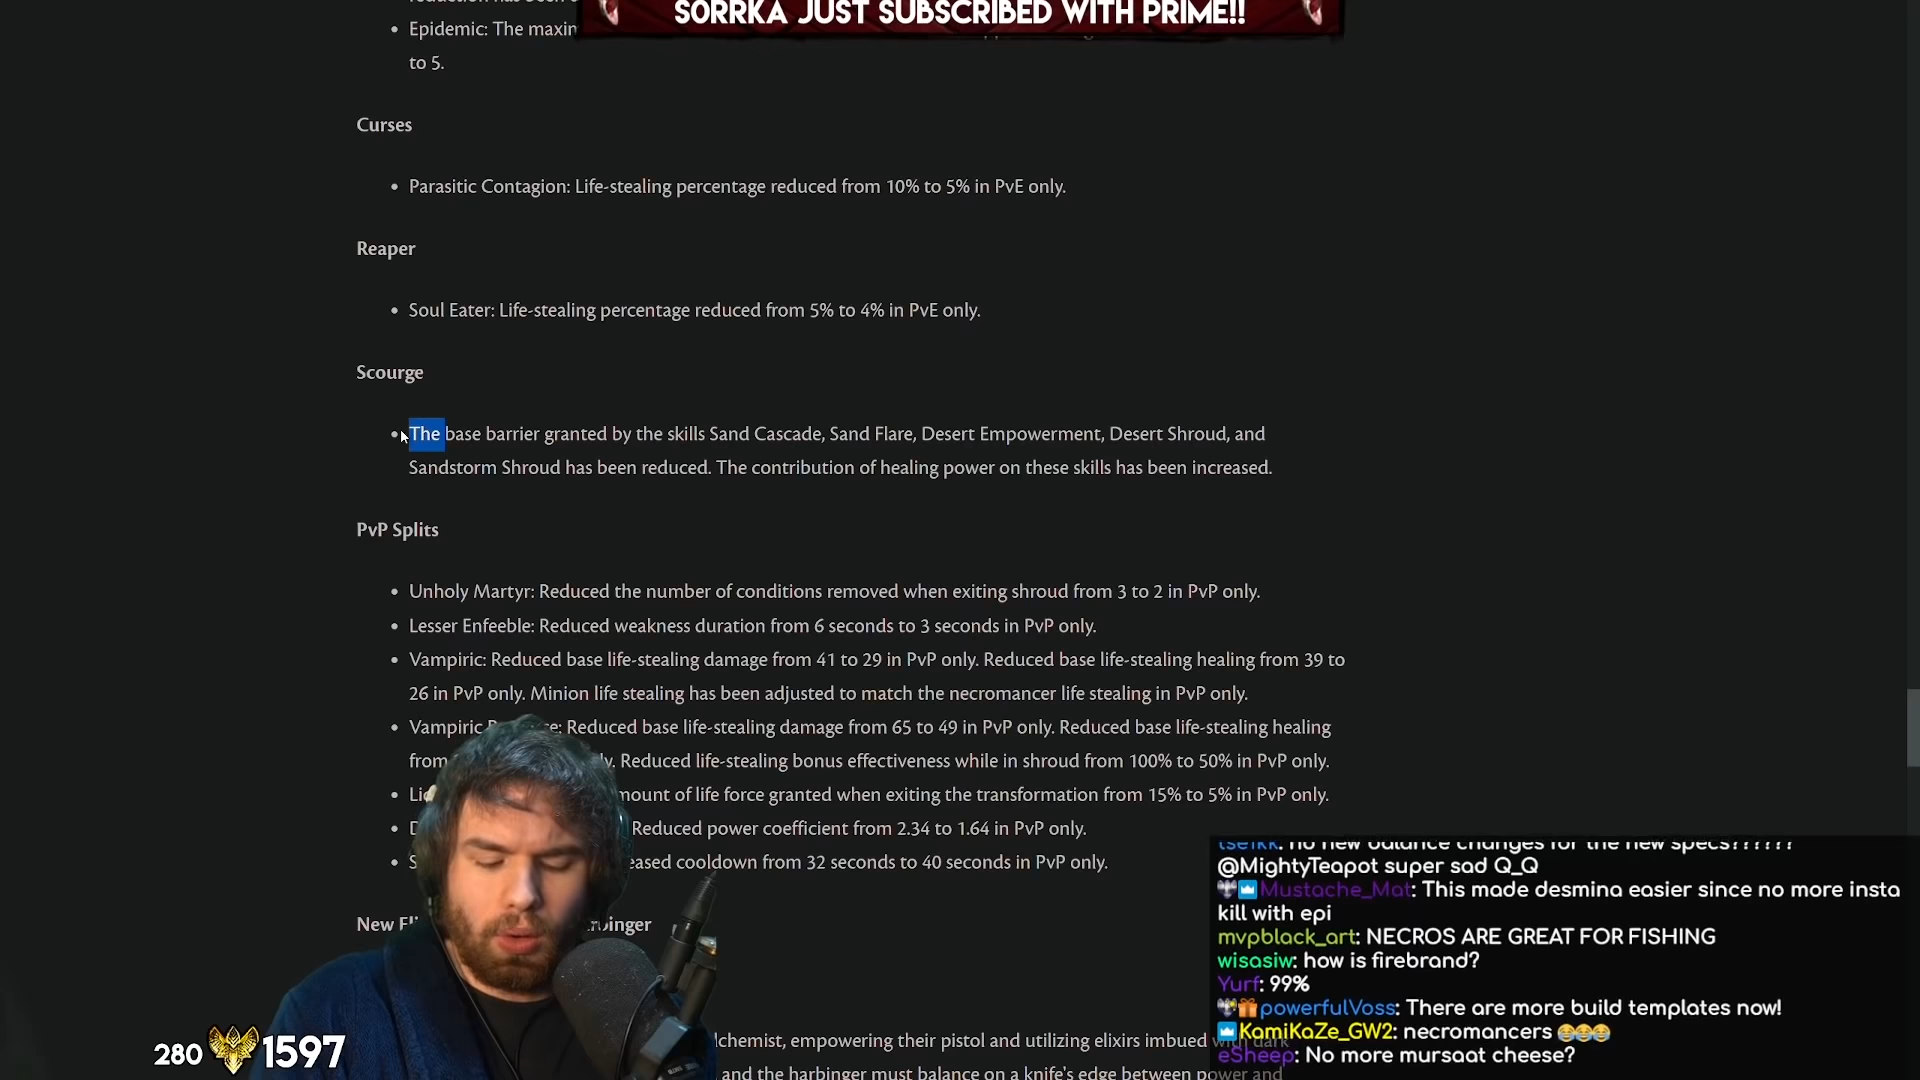 SORRKA JUST SUBSCRIBED WITH PRIME!!
• Epidemic: The
to 5.
Curses
• Parasitic Contagion: Life-stealing percentage reduced from 10% to 5% in PvE only.
Reaper
• Soul Eater: Life-stealing percentage reduced from 5% to 4% in PvE only.
Scourge
• The base barrier granted by the skills Sand Cascade, Sand Flare, Desert Empowerment, Desert Shroud, and
Sandstorm Shroud has been reduced. The contribution of healing power on these skills has been increased.
PvP Splits
• Unholy Martyr: Reduced the number of conditions removed when exiting shroud from 3 to 2 in PvP only.
• Lesser Enfeeble: Reduced weakness duration from 6 seconds to 3 seconds in PvP only.
• Vampiric: Reduced base life-stealing damage from 41 to 29 in PvP only. Reduced base life-stealing healing from 39 to
26 in PvP only. Minion life stealing has been adjusted to match the necromancer life stealing in PvP only.
• Vampiric Reduced base life-stealing damage from 65 to 49 in PvP only. Reduced base life-stealing healing
from Reduced life-stealing bonus effectiveness while in shroud from 100% to 50% in PvP only.
of life force granted when exiting the transformation from 15% to 5% in PvP only.
Reduced power coefficient from 2.34 to 1.64 in PvP only.
cooldown from 32 seconds to 40 seconds in PvP only.
New
empowering their pistol and utilizing elixirs imbued
and the harbinger must balance on a knife's edge between power and
no new balance changes for the new specs??????
@MightyTeapot super sad Q_Q
Mustache_Mat: This made desmina easier since no more insta
kill with epi
mvpblack_art: NECROS ARE GREAT FOR FISHING
wisasiw: how is firebrand?
Yurf: 99%
powerfulVoss: There are more build templates now!
KamiKaZe_GW2: necromancers 😂😂😂
eSheep: No more mursaat cheese?
280 1597